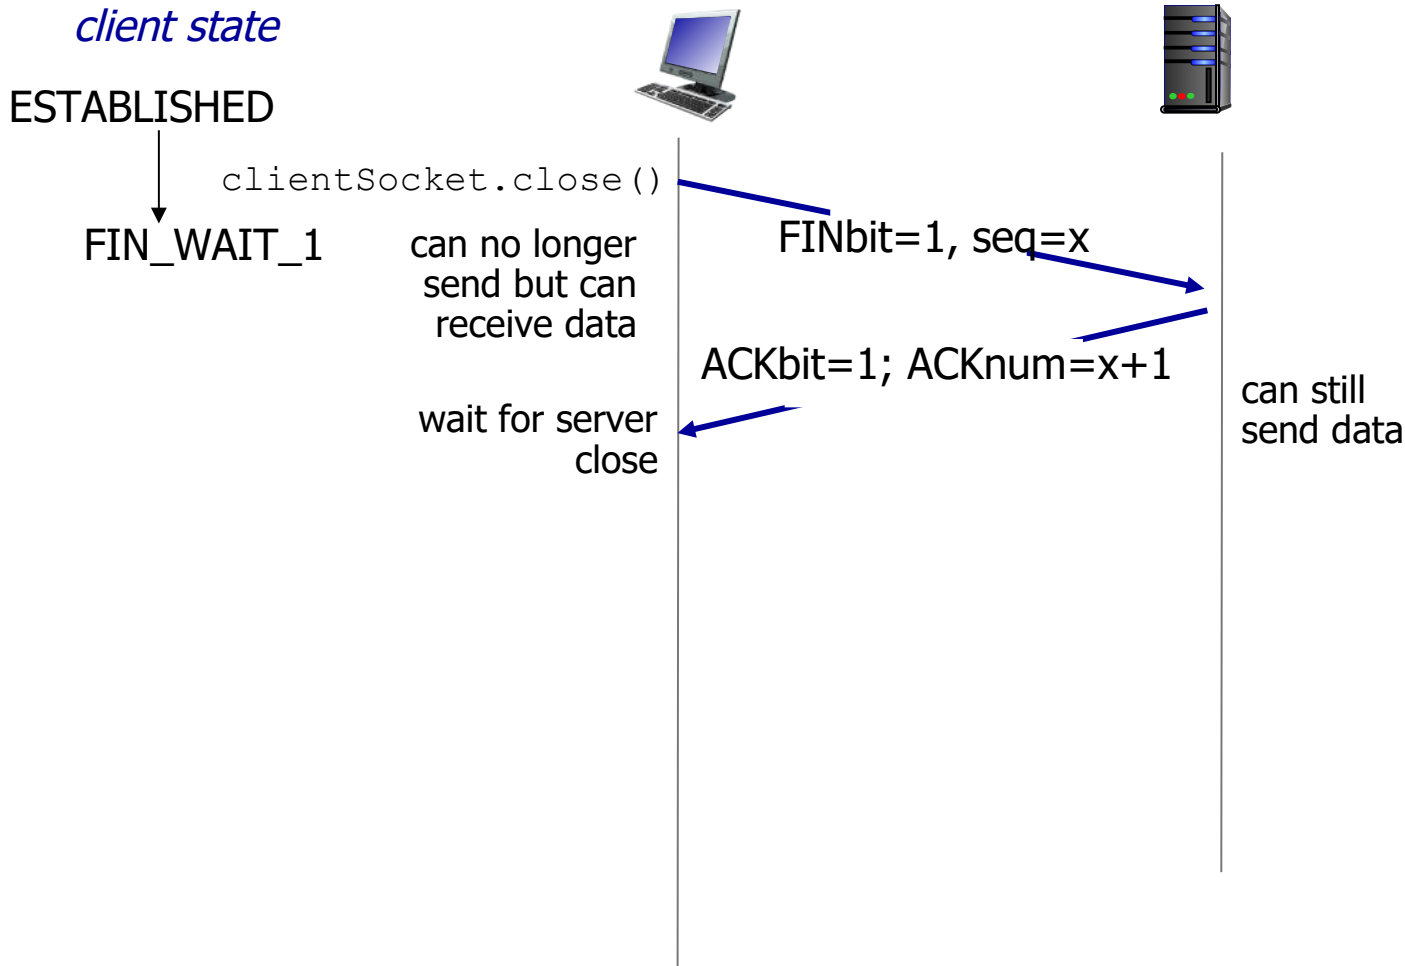 client state
ESTABLISHED
clientSocket.close()
FIN_WAIT_1
can no longer
send but can
receive data
FINbit=1, seq=x
ACKbit=1; ACKnum=x+1
wait for server
close
can still
send data